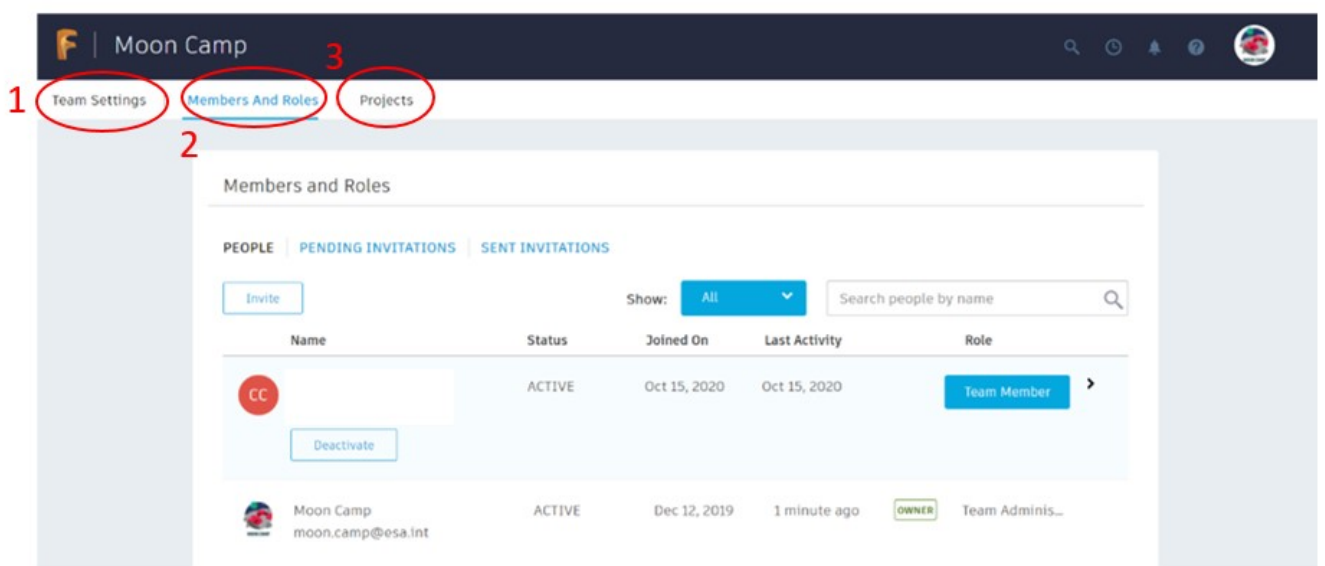 F | Moon Camp
3
1 Team Settings Members And Roles Projects
2
Members and Roles
PEOPLE PENDING INVITATIONS SENT INVITATIONS
Invite Show: All Search people by name
Name Status Joined On Last Activity Role
CC ACTIVE Oct 15, 2020 Oct 15, 2020 Team Member
Deactivate
Moon Camp ACTIVE Dec 12, 2019 1 minute ago OWNER Team Adminis...
moon.camp@esa.int